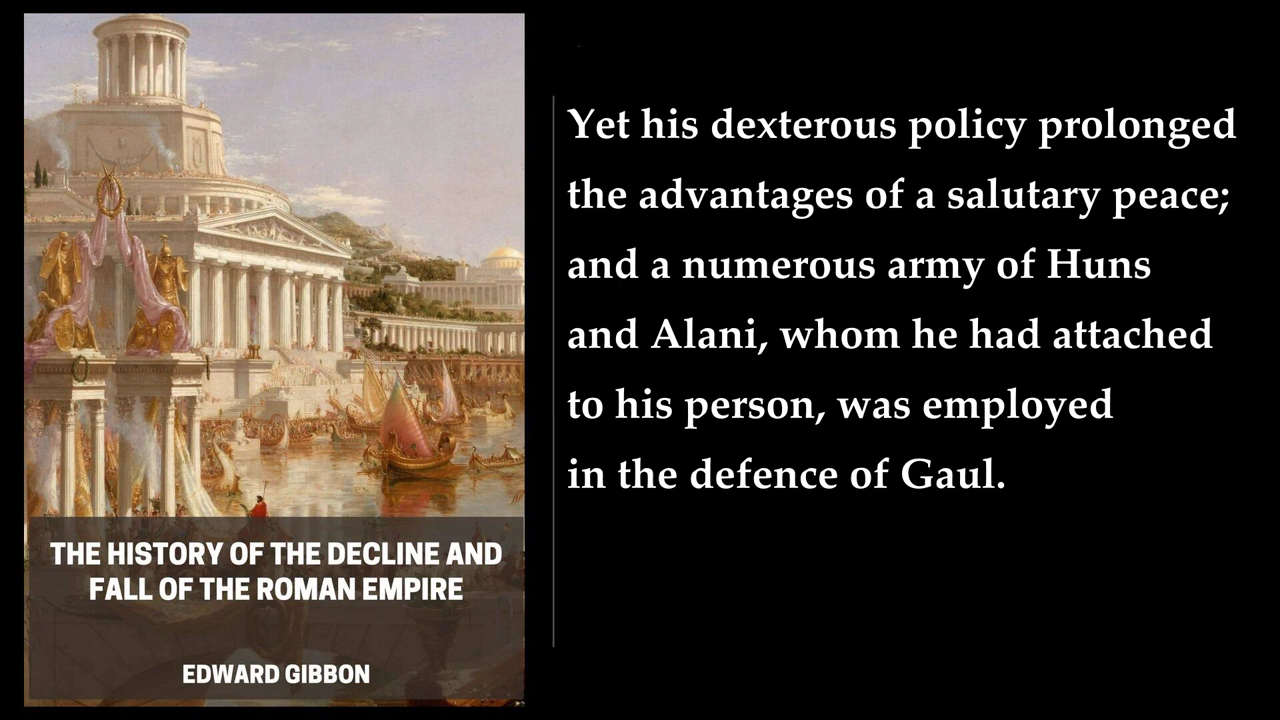 THE HISTORY OF THE DECLINE AND
FALL OF THE ROMAN EMPIRE
EDWARD GIBBON
Yet his dexterous policy prolonged
the advantages of a salutary peace;
and a numerous army of Huns
and Alani, whom he had attached
to his person, was employed
in the defence of Gaul.